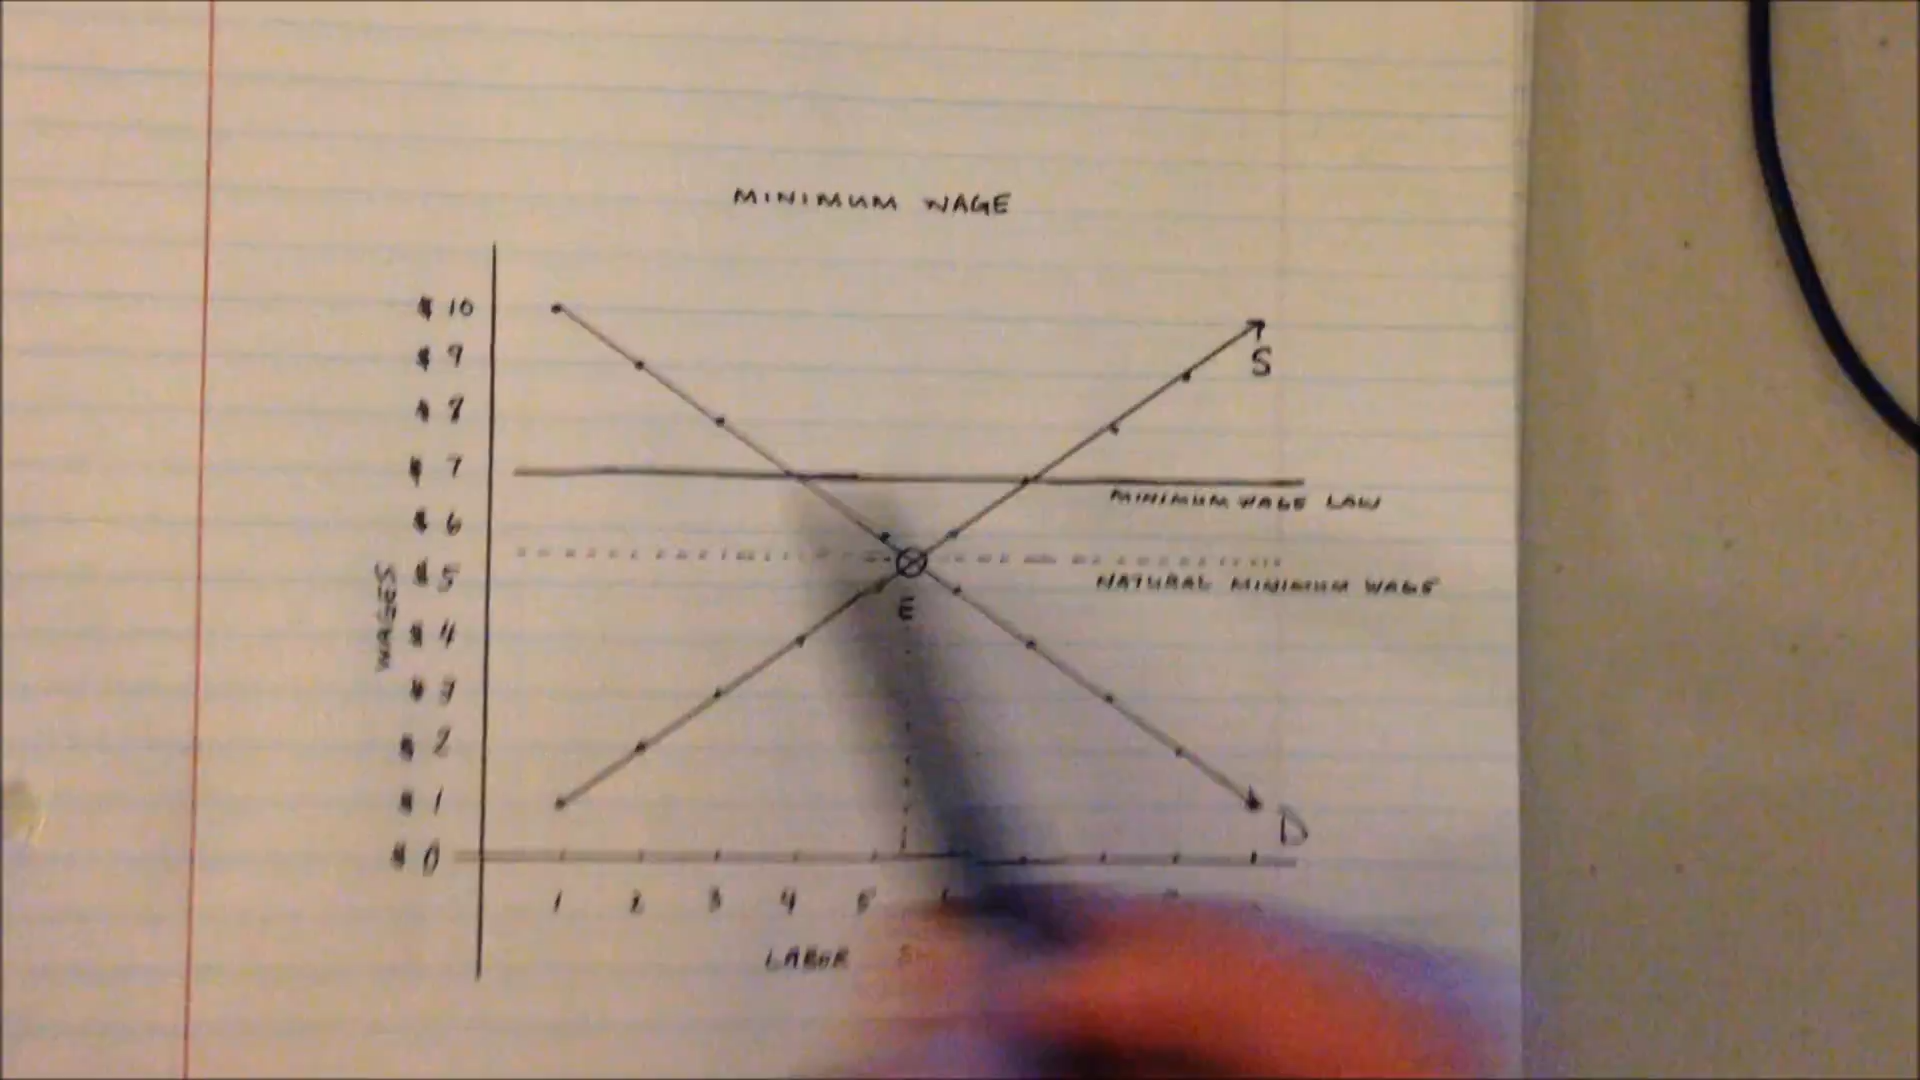 MINIMUM WAGE
$ 10
$ 9
$ 8
$ 7
$ 6
$ 5
$ 4
$ 3
$ 2
$ 1
$ 0
WAGES
S
MINIMUM WAGE LAW
NATURAL MINIMUM WAGE
E
D
1 2 3 4 5
LABOR